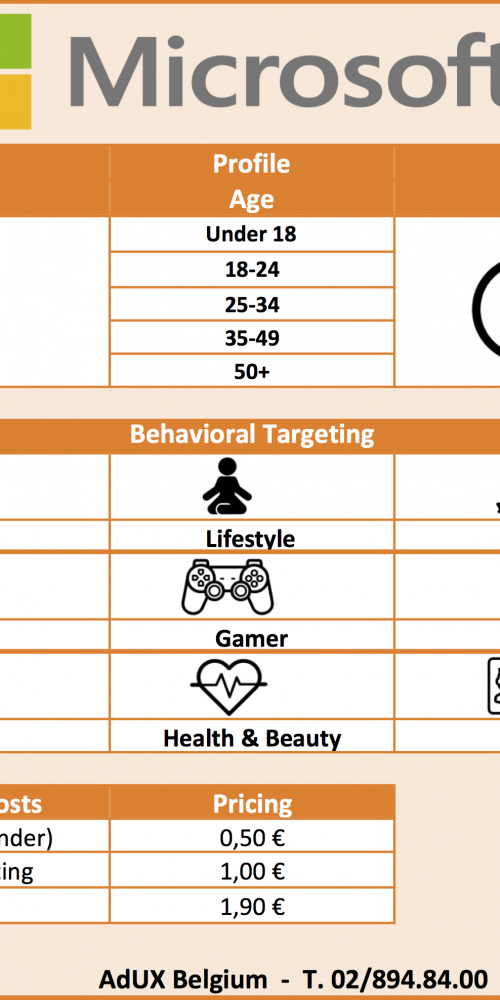 Microsoft
Profile
Age
Under 18
18-24
25-34
35-49
50+
Behavioral Targeting
Lifestyle
Gamer
Health & Beauty
osts Pricing
nder) 0,50 €
ing 1,00 €
1,90 €
AdUX Belgium - T. 02/894.84.00